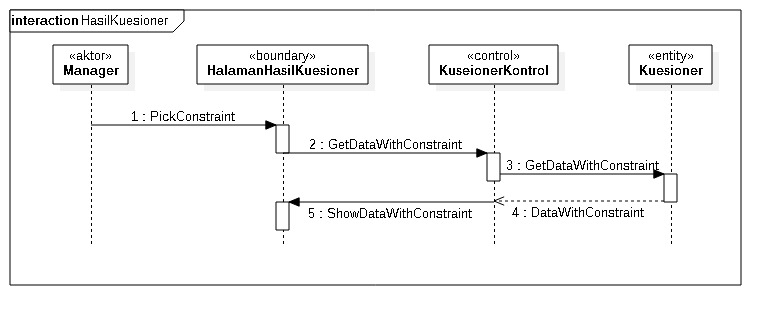 interaction HasilKuesioner
«aktor»
Manager
«boundary»
HalamanHasilKuesioner
«control»
KuseionerKontrol
«entity»
Kuesioner
1 : PickConstraint
2 : GetDataWithConstraint
3 : GetDataWithConstraint
4 : DataWithConstraint
5 : ShowDataWithConstraint